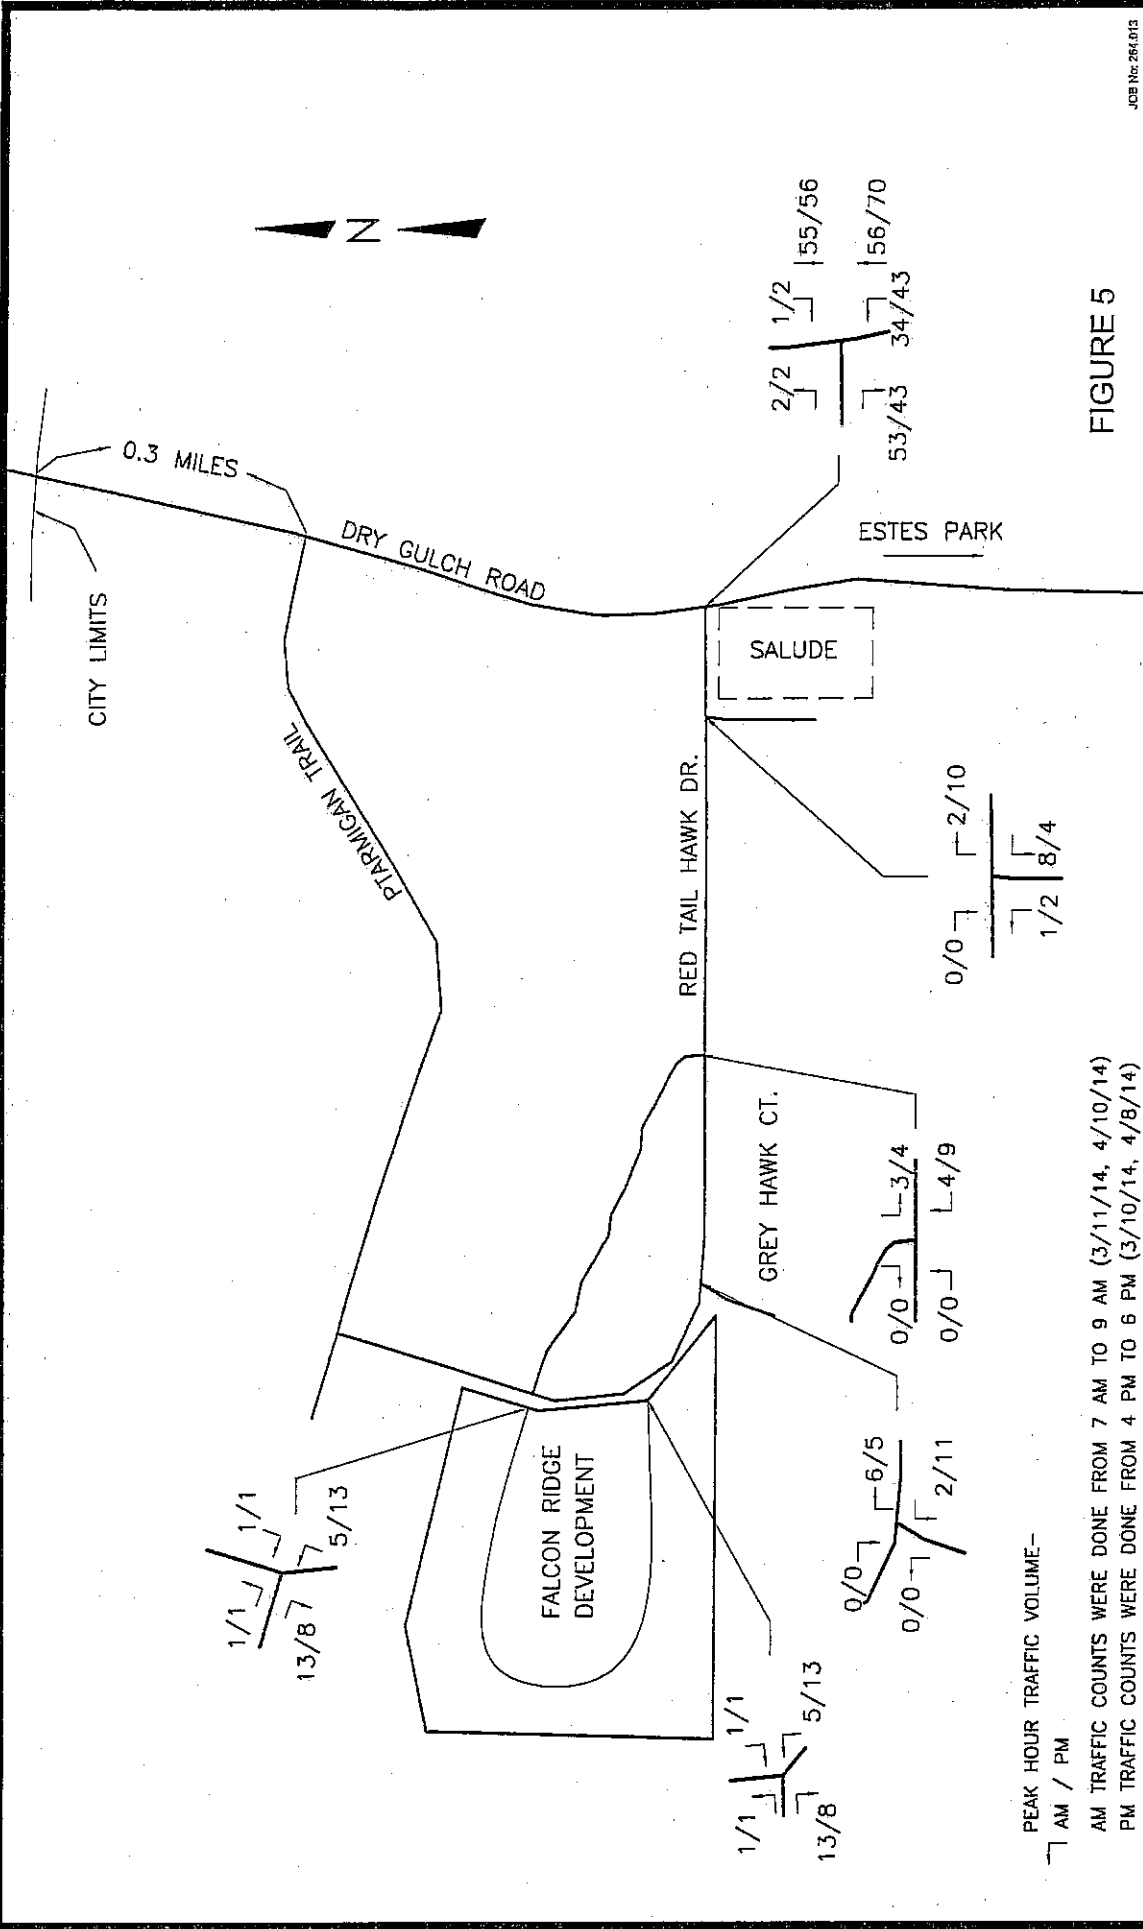 CITY LIMITS
0.3 MILES
DRY GULCH ROAD
PTARMIGAN TRAIL
N
RED TAIL HAWK DR.
SALUDE
ESTES PARK
GREY HAWK CT.
FALCON RIDGE
DEVELOPMENT
1/1
1/1
13/8
5/13
1/1
1/1
13/8
5/13
0/0
6/5
0/0
2/11
0/0
3/4
0/0
4/9
0/0
2/10
1/2
8/4
2/2
1/2
55/56
53/43
34/43
56/70
PEAK HOUR TRAFFIC VOLUME-
AM / PM
AM TRAFFIC COUNTS WERE DONE FROM 7 AM TO 9 AM (3/11/14, 4/10/14)
PM TRAFFIC COUNTS WERE DONE FROM 4 PM TO 6 PM (3/10/14, 4/8/14)
FIGURE 5
JOB No: 264.013